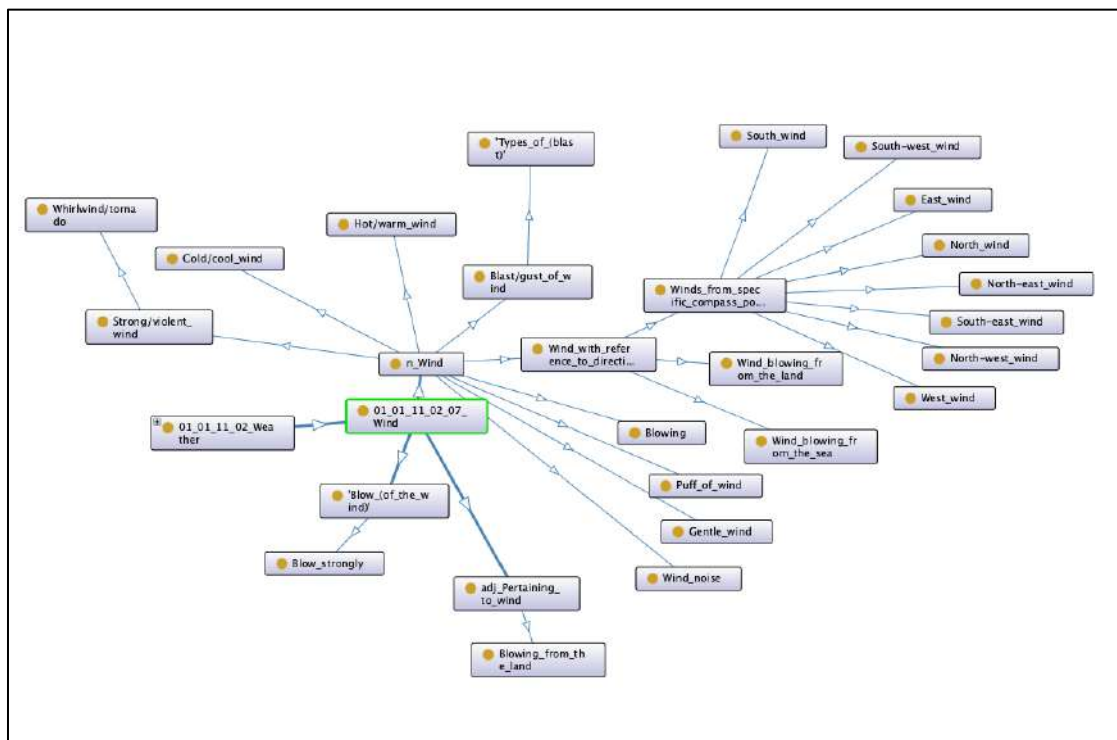 South_wind
'Types_of_(blas
t)'
South-west_wind
Whirlwind/torna
do
East_wind
Hot/warm_wind
North_wind
Cold/cool_wind
Blast/gust_of_w
ind
Winds_from_spec
ific_compass_po...
North-east_wind
Strong/violent_
wind
South-east_wind
n_Wind
Wind_with_refer
ence_to_directi...
North-west_wind
Wind_blowing_fr
om_the_land
West_wind
01_01_11_02_07_
Wind
01_01_11_02_Wea
ther
Blowing
Wind_blowing_fr
om_the_sea
'Blow_(of_the_w
ind)'
Puff_of_wind
Gentle_wind
Blow_strongly
Wind_noise
adj_Pertaining_
to_wind
Blowing_from_th
e_land